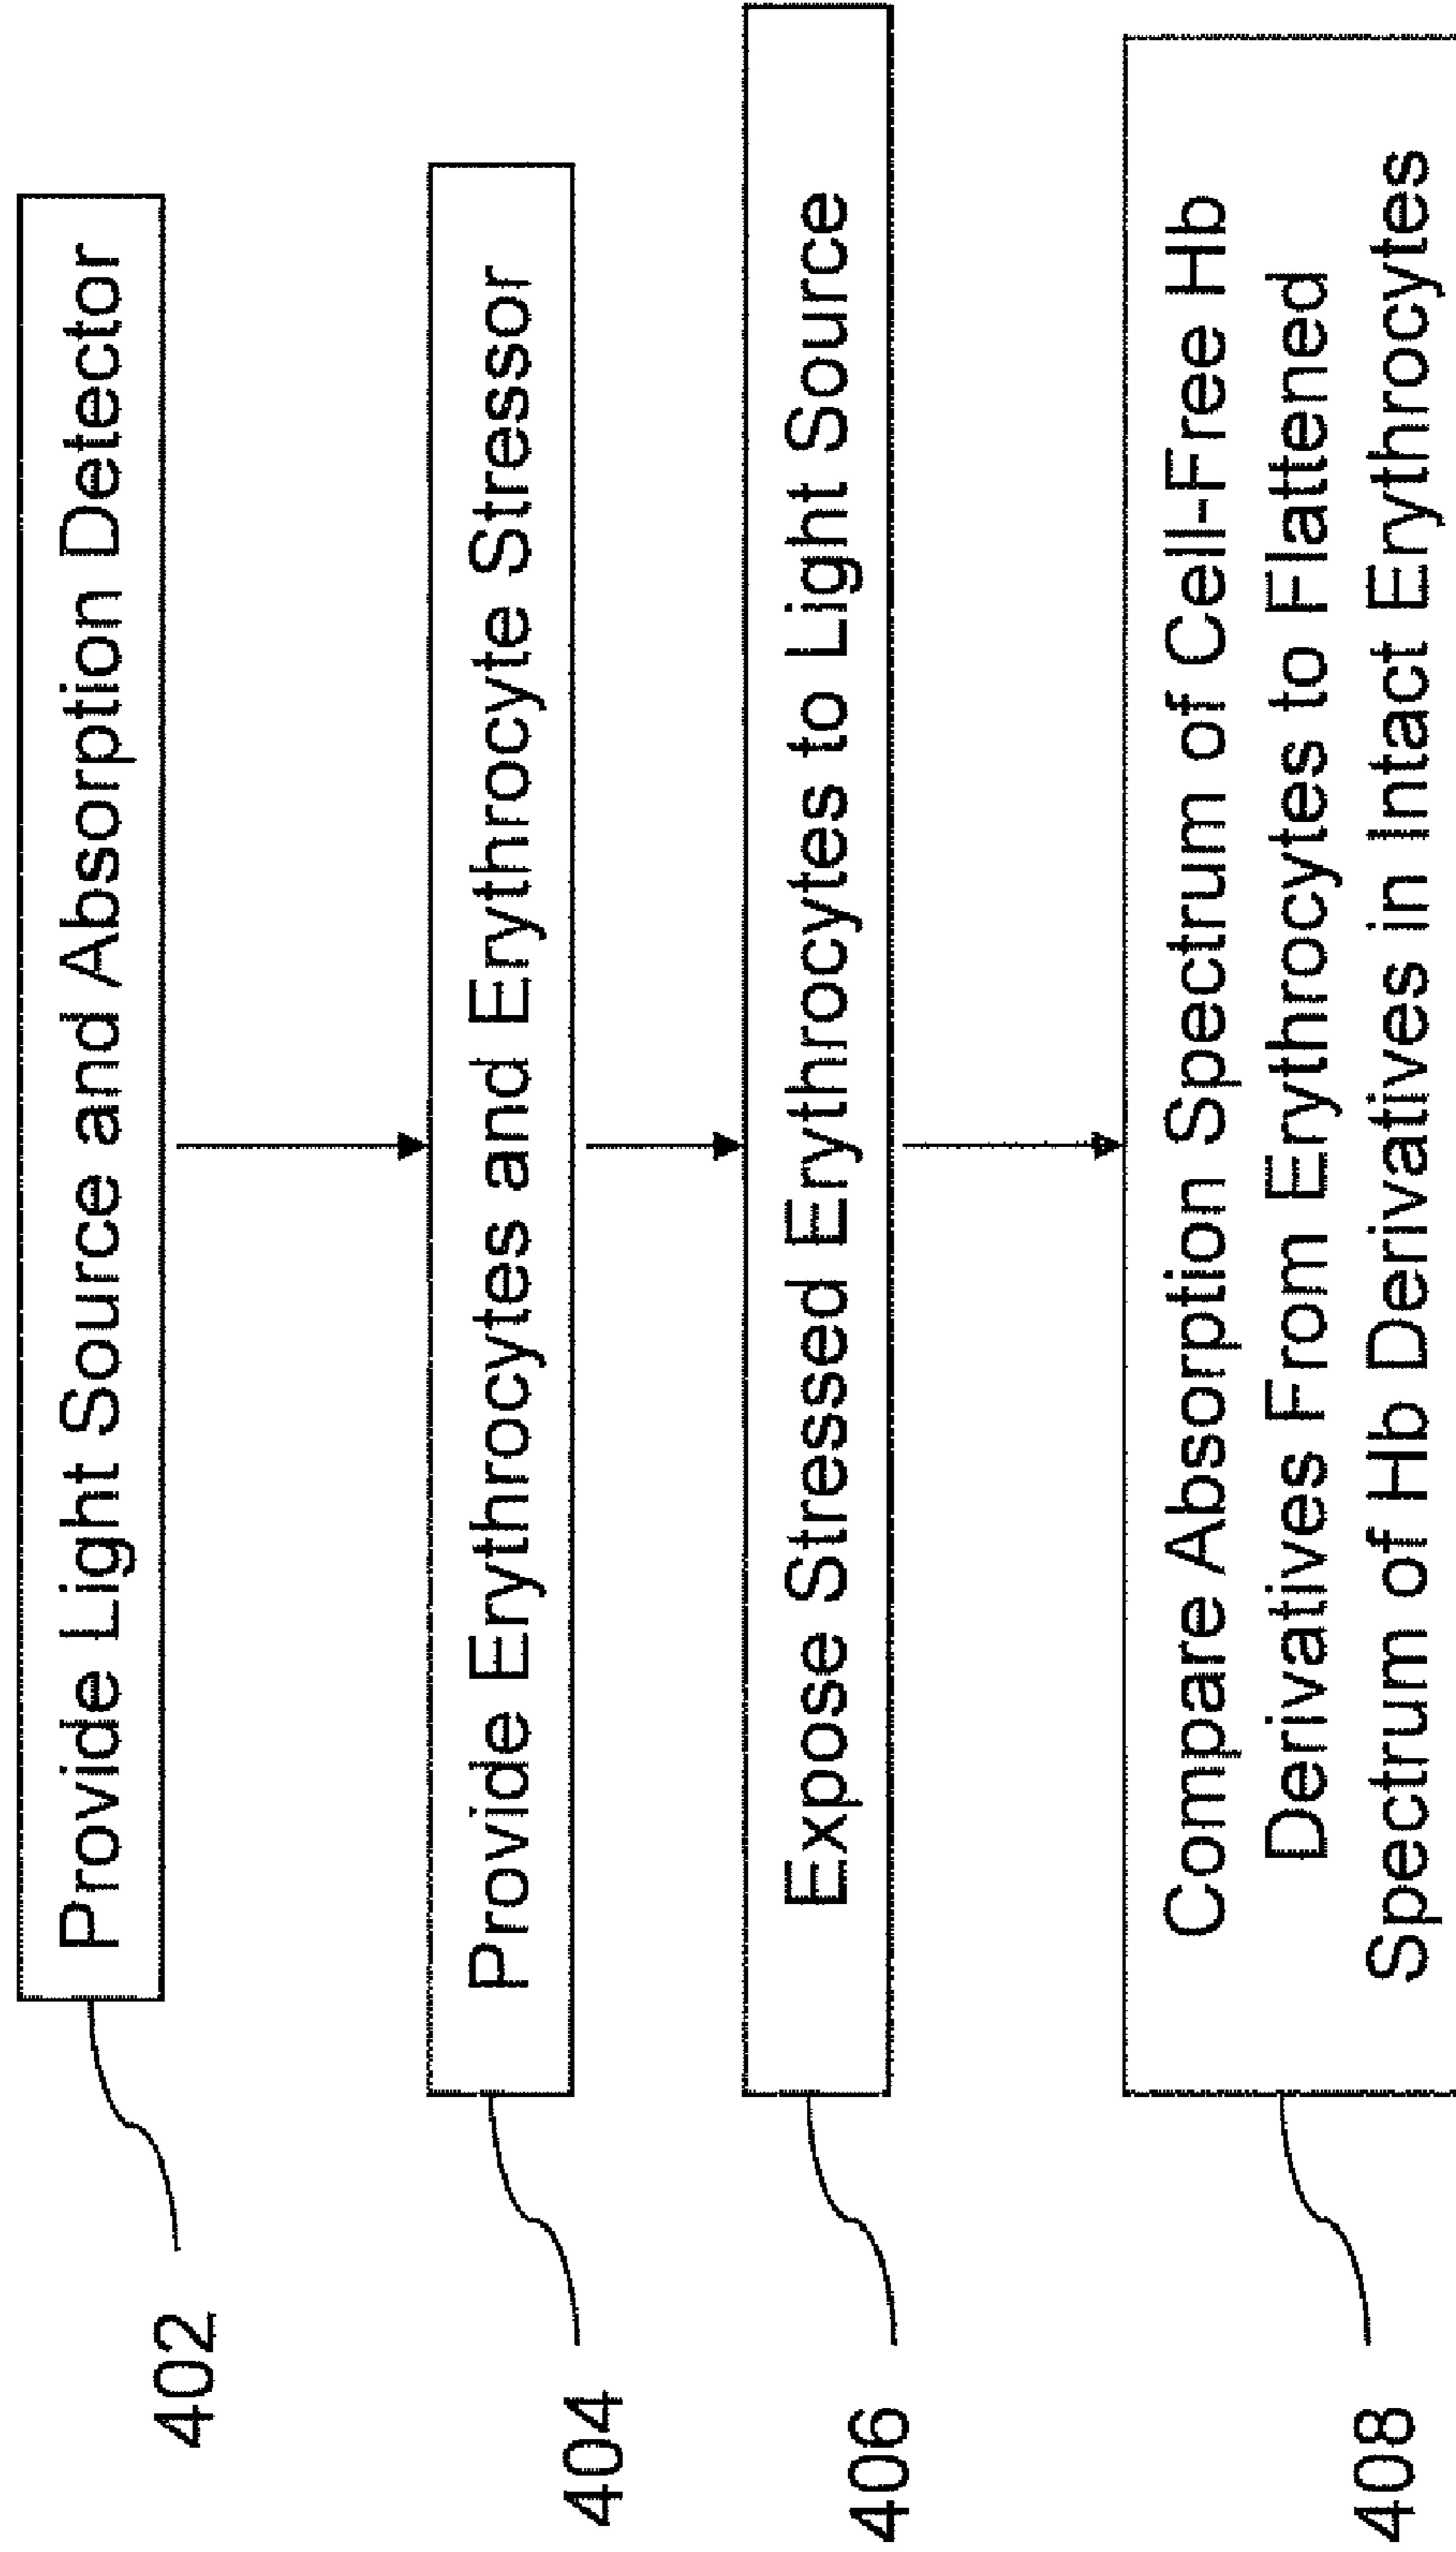 402
Provide Light Source and Absorption Detector
404
Provide Erythrocytes and Erythrocyte Stressor
406
Expose Stressed Erythrocytes to Light Source
408
Compare Absorption Spectrum of Cell-Free Hb
Derivatives From Erythrocytes to Flattened
Spectrum of Hb Derivatives in Intact Erythrocytes